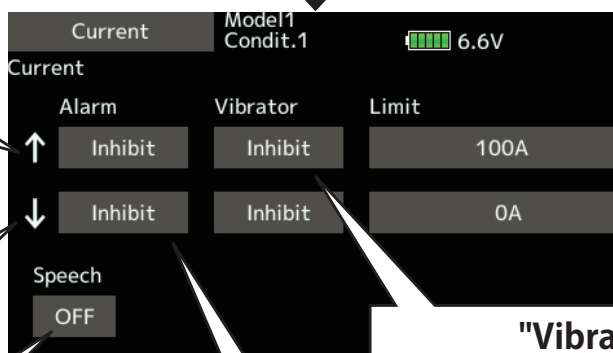 Current Model1
Condit.1 6.6V
Current
Alarm Vibrator Limit
↑ Inhibit Inhibit 100A
↓ Inhibit Inhibit 0A
Speech
OFF
"Vibra